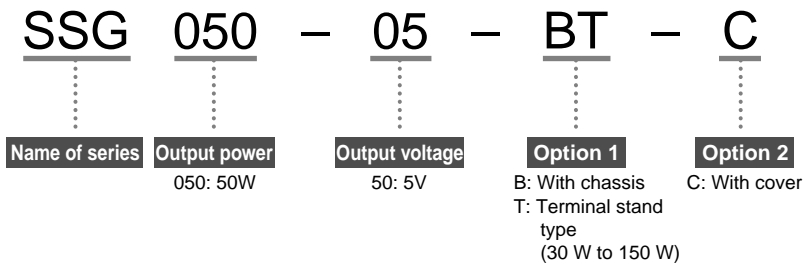 SSG 050 – 05 – BT – C
Name of series Output power Output voltage Option 1 Option 2
050: 50W 50: 5V B: With chassis C: With cover
T: Terminal stand
type
(30 W to 150 W)